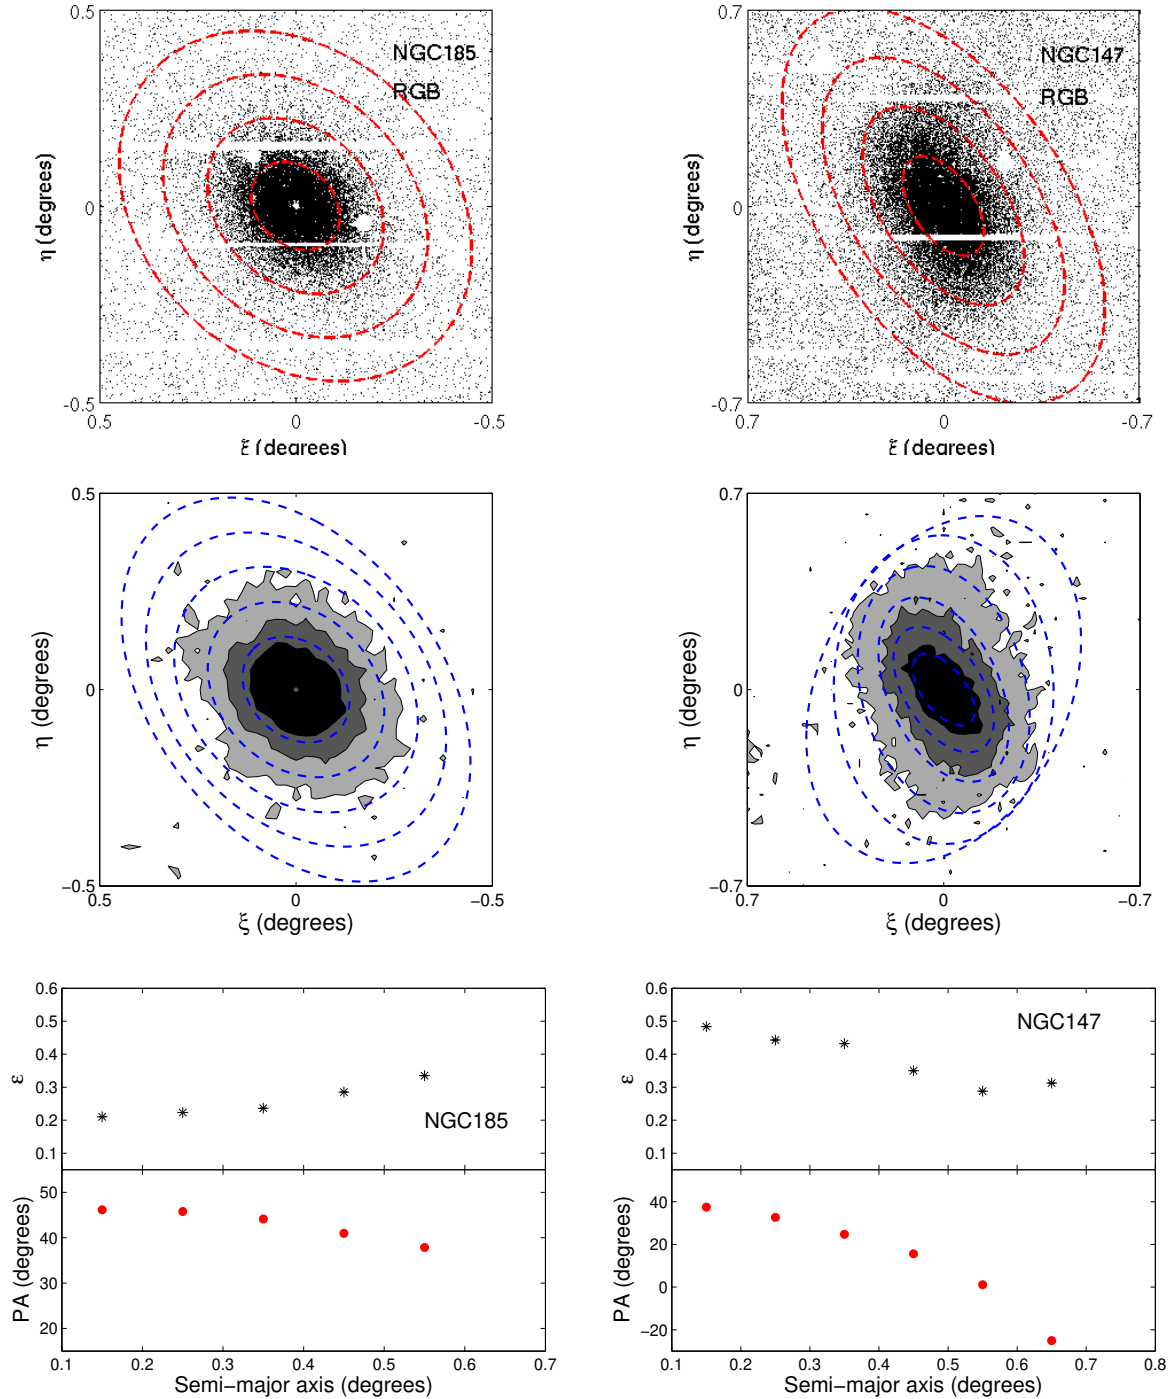 0.5
NGC185
RGB
η (degrees)
0
-0.5
0.5
0
-0.5
ξ (degrees)
0.7
NGC147
RGB
η (degrees)
0
-0.7
0.7
0
-0.7
ξ (degrees)
0.5
η (degrees)
0
−0.5
0.5
0
−0.5
ξ (degrees)
0.7
η (degrees)
0
−0.7
0.7
0
−0.7
ξ (degrees)
0.6
0.5
0.4
0.3
0.2
0.1
ε
NGC185
50
40
30
20
PA (degrees)
0.1 0.2 0.3 0.4 0.5 0.6 0.7
Semi−major axis (degrees)
0.6
0.5
0.4
0.3
0.2
0.1
ε
NGC147
40
20
0
−20
PA (degrees)
0.1 0.2 0.3 0.4 0.5 0.6 0.7 0.8
Semi−major axis (degrees)